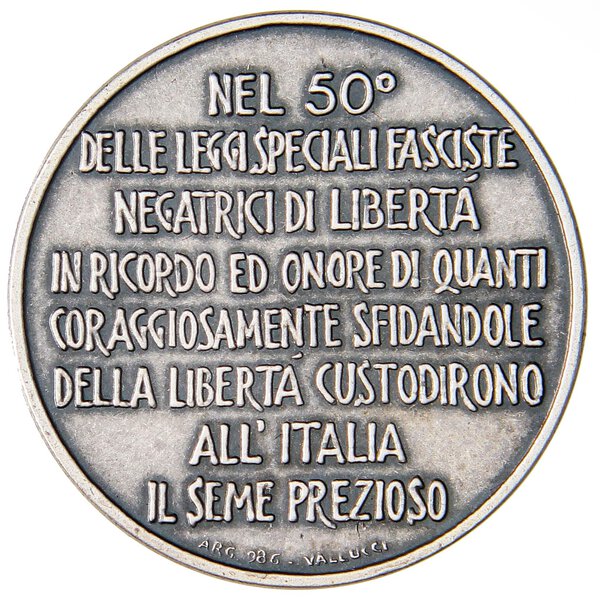 NEL 50°
DELLE LEGGI SPECIALI FASCISTE
NEGATRICI DI LIBERTÁ
IN RICORDO ED ONORE DI QUANTI
CORAGGIOSAMENTE SFIDANDOLE
DELLA LIBERTÁ CUSTODIRONO
ALL'ITALIA
IL SEME PREZIOSO
ARG. 986 - VALLUCCI